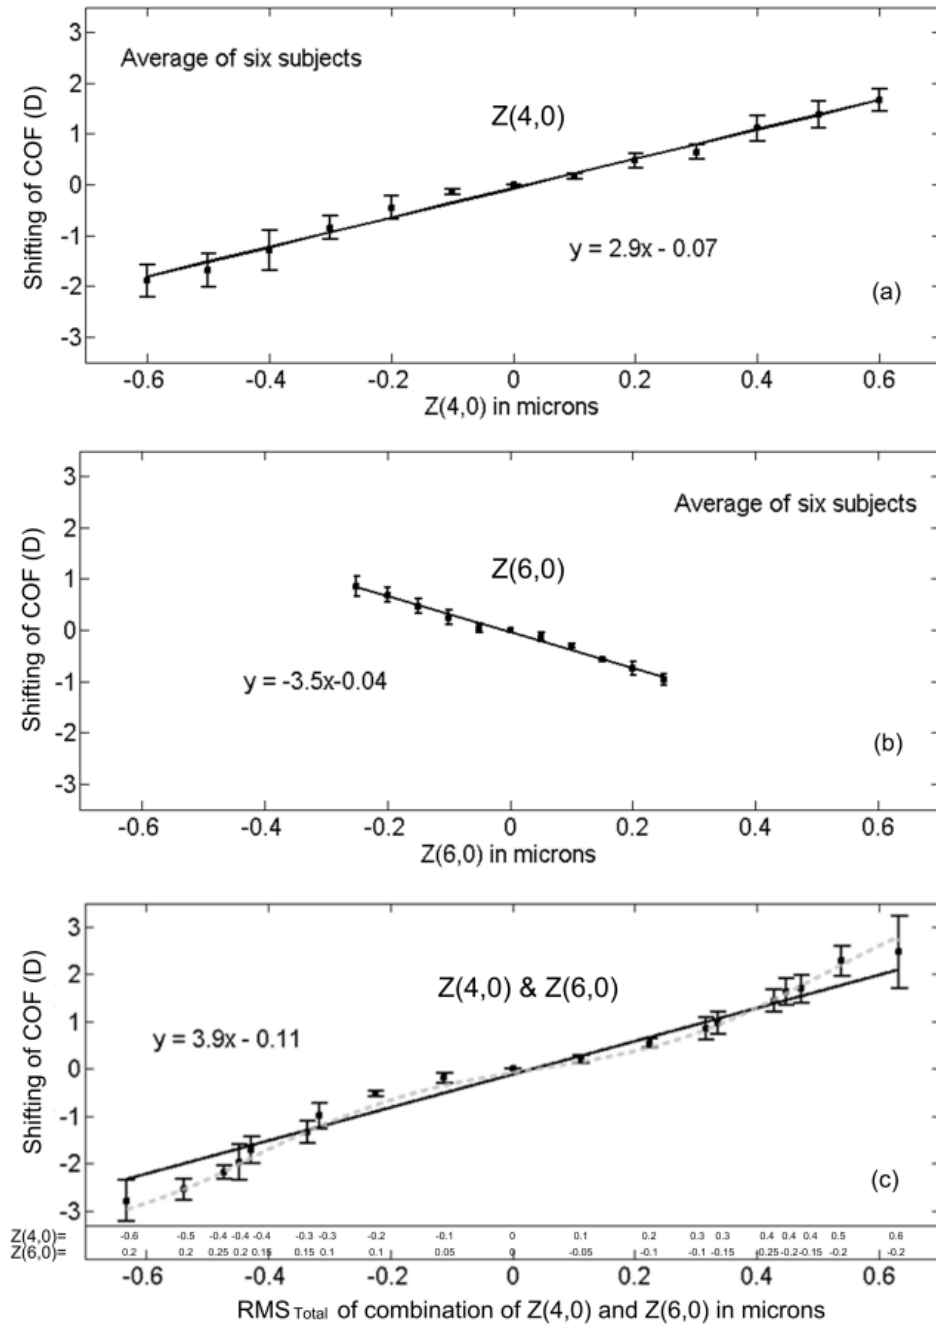 3
2
1
0
-1
-2
-3
Shifting of COF (D)
Average of six subjects
Z(4,0)
y = 2.9x - 0.07
(a)
-0.6 -0.4 -0.2 0 0.2 0.4 0.6
Z(4,0) in microns
3
2
1
0
-1
-2
-3
Shifting of COF (D)
Average of six subjects
Z(6,0)
y = -3.5x-0.04
(b)
-0.6 -0.4 -0.2 0 0.2 0.4 0.6
Z(6,0) in microns
3
2
1
0
-1
-2
-3
Shifting of COF (D)
Z(4,0) & Z(6,0)
y = 3.9x - 0.11
(c)
Z(4,0)= -0.6 -0.5 -0.4 -0.4 -0.4 -0.3 -0.3 -0.2 -0.1 0 0.1 0.2 0.3 0.3 0.4 0.4 0.4 0.5 0.6
Z(6,0)= 0.2 0.2 0.25 0.2 0.15 0.15 0.1 0.1 0.05 0 -0.05 -0.1 -0.1 -0.15 -0.25 -0.2 -0.15 -0.2 -0.2
-0.6 -0.4 -0.2 0 0.2 0.4 0.6
RMS Total of combination of Z(4,0) and Z(6,0) in microns